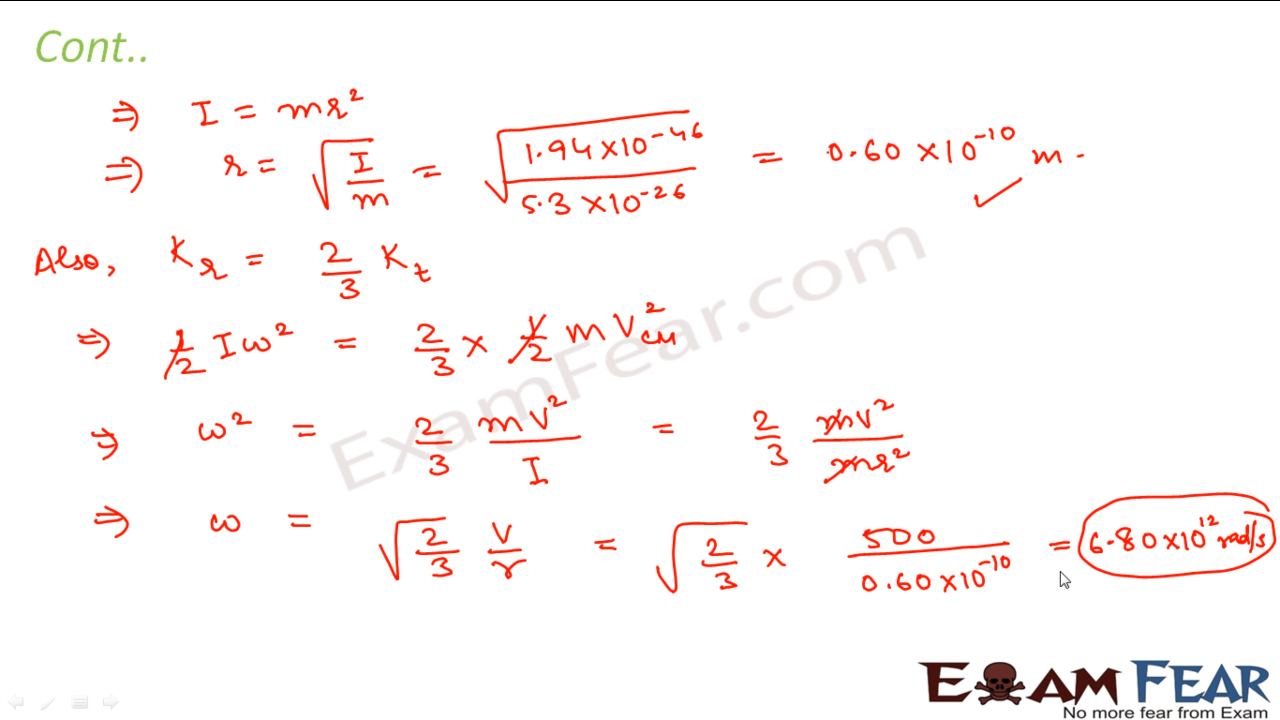 Cont..
⇒ I = mr²
⇒ r = √(I/m) = √(1.94 × 10⁻⁴⁶ / 5.3 × 10⁻²⁶) = 0.60 × 10⁻¹⁰ m.
Also, Kr = 2/3 Kt
⇒ 1/2 Iω² = 2/3 × 1/2 m V²CM
⇒ ω² = 2/3 mV²/I = 2/3 mv²/mr²
⇒ ω = √(2/3) V/r = √(2/3) × 500/(0.60 × 10⁻¹⁰) = 6.80 × 10¹² rad/s
ExamFear.com
EXAM FEAR
No more fear from Exam